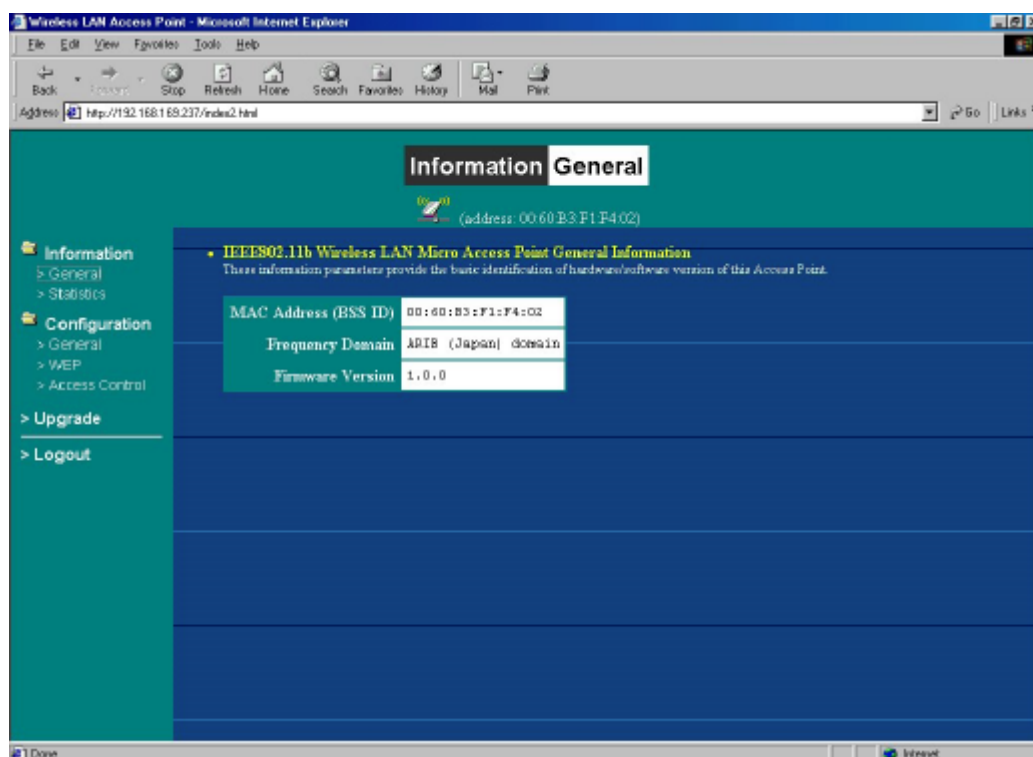 Wireless LAN Access Point - Microsoft Internet Explorer
File Edit View Favorites Tools Help
Back Forward Stop Refresh Home Search Favorites History Mail Print
Address http://192.168.169.237/index2.html Go Links
Information General
(address: 00:60:B3:F1:F4:02)
Information
> General
> Statistics
Configuration
> General
> WEP
> Access Control
> Upgrade
> Logout
IEEE802.11b Wireless LAN Micro Access Point General Information
These information parameters provide the basic identification of hardware/software version of this Access Point.
MAC Address (BSS ID) 00:60:B3:F1:F4:02
Frequency Domain ARIB (Japan) domain
Firmware Version 1.0.0
Done Internet